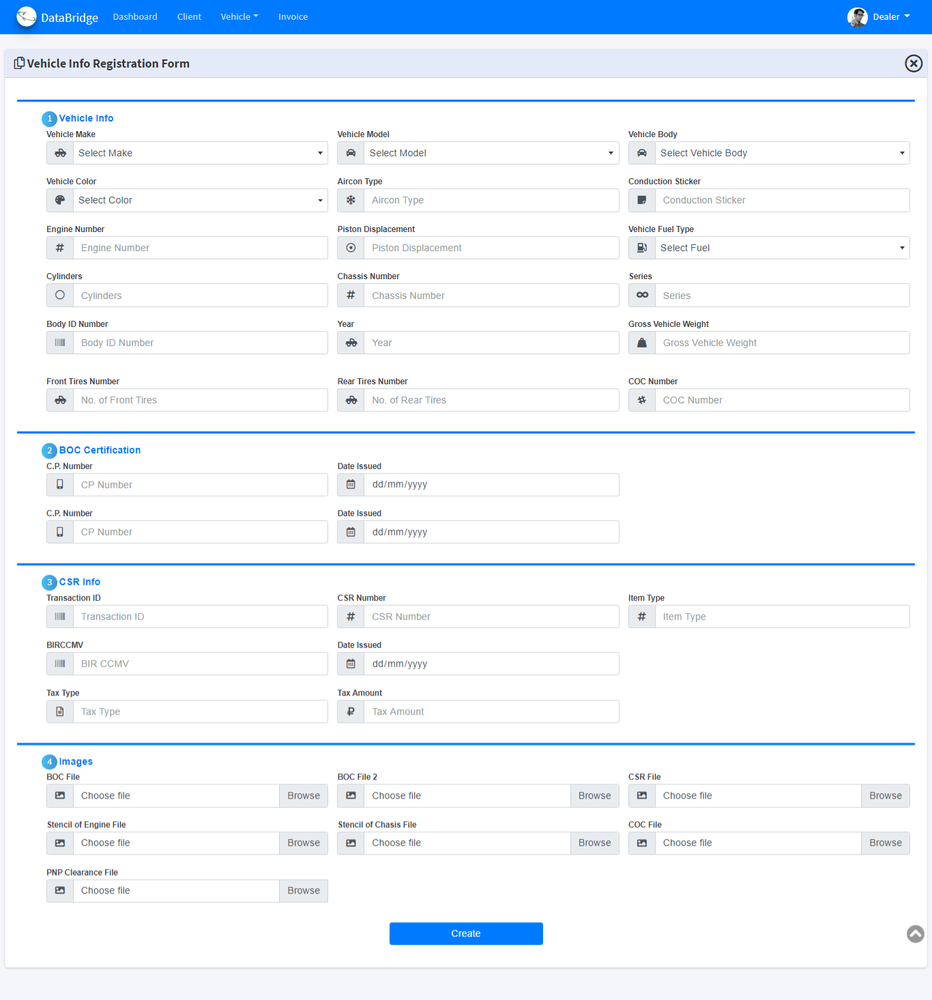 DataBridge Dashboard Client Vehicle Invoice Dealer
Vehicle Info Registration Form
1 Vehicle Info
Vehicle Make Vehicle Model Vehicle Body
Select Make Select Model Select Vehicle Body
Vehicle Color Aircon Type Conduction Sticker
Select Color Aircon Type Conduction Sticker
Engine Number Piston Displacement Vehicle Fuel Type
# Engine Number Piston Displacement Select Fuel
Cylinders Chassis Number Series
Cylinders # Chassis Number Series
Body ID Number Year Gross Vehicle Weight
Body ID Number Year Gross Vehicle Weight
Front Tires Number Rear Tires Number COC Number
No. of Front Tires No. of Rear Tires COC Number
2 BOC Certification
C.P. Number Date Issued
CP Number dd/mm/yyyy
C.P. Number Date Issued
CP Number dd/mm/yyyy
3 CSR Info
Transaction ID CSR Number Item Type
Transaction ID # CSR Number # Item Type
BIRCCMV Date Issued
BIR CCMV dd/mm/yyyy
Tax Type Tax Amount
Tax Type ₽ Tax Amount
4 Images
BOC File BOC File 2 CSR File
Choose file Browse Choose file Browse Choose file Browse
Stencil of Engine File Stencil of Chasis File COC File
Choose file Browse Choose file Browse Choose file Browse
PNP Clearance File
Choose file Browse
Create